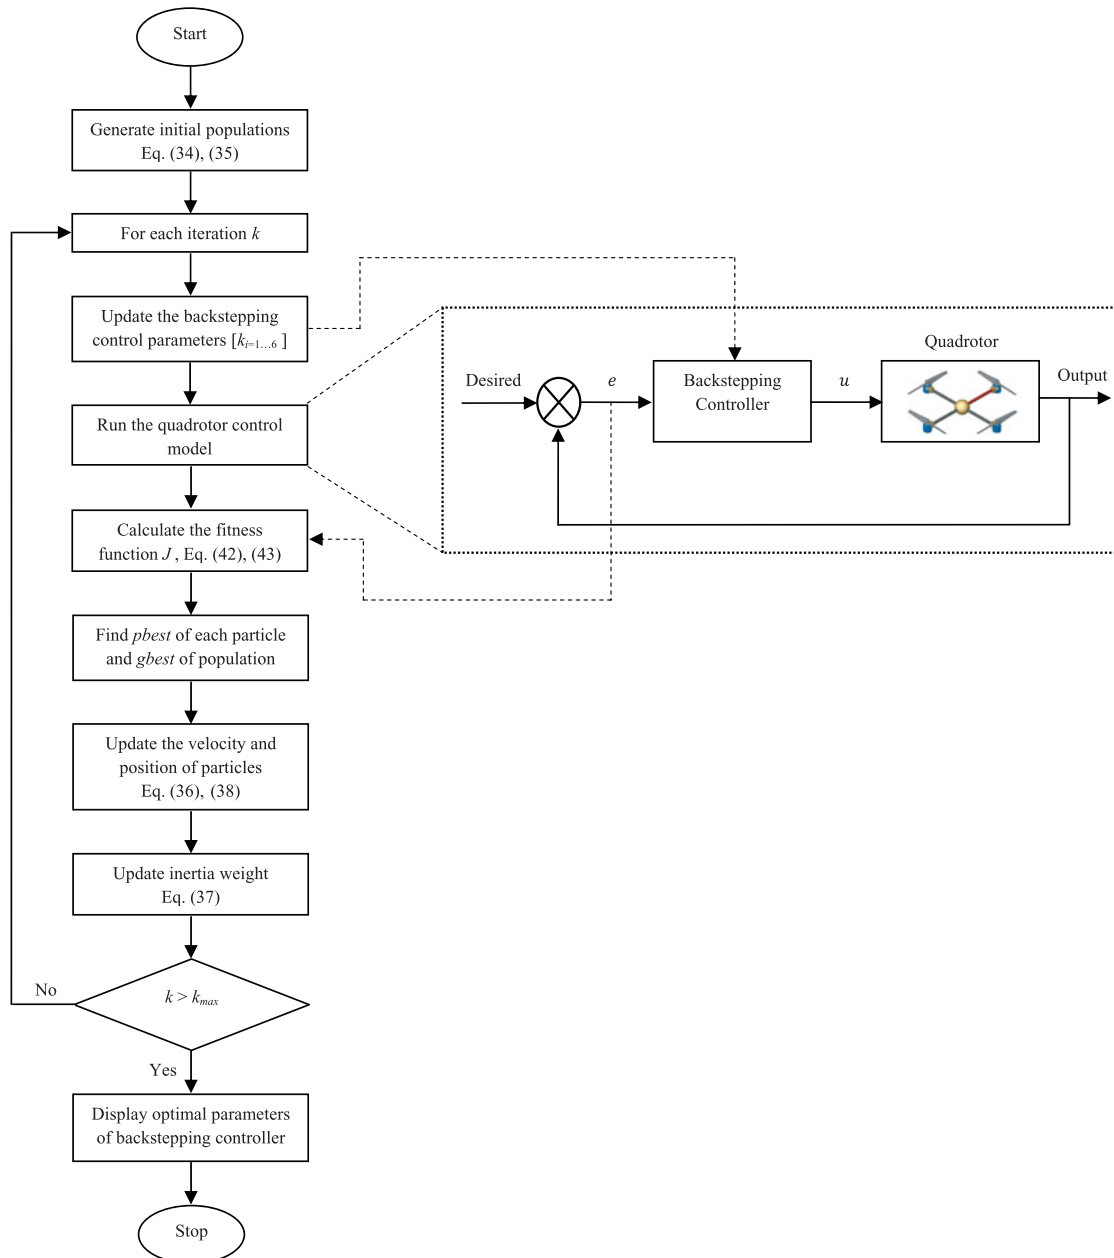 Start
Generate initial populations
Eq. (34), (35)
For each iteration k
Update the backstepping
control parameters [k_{i=1…6} ]
Run the quadrotor control
model
Calculate the fitness
function J , Eq. (42), (43)
Find pbest of each particle
and gbest of population
Update the velocity and
position of particles
Eq. (36), (38)
Update inertia weight
Eq. (37)
k > k_{max}
No
Yes
Display optimal parameters
of backstepping controller
Stop
Desired
e
Backstepping
Controller
u
Quadrotor
Output